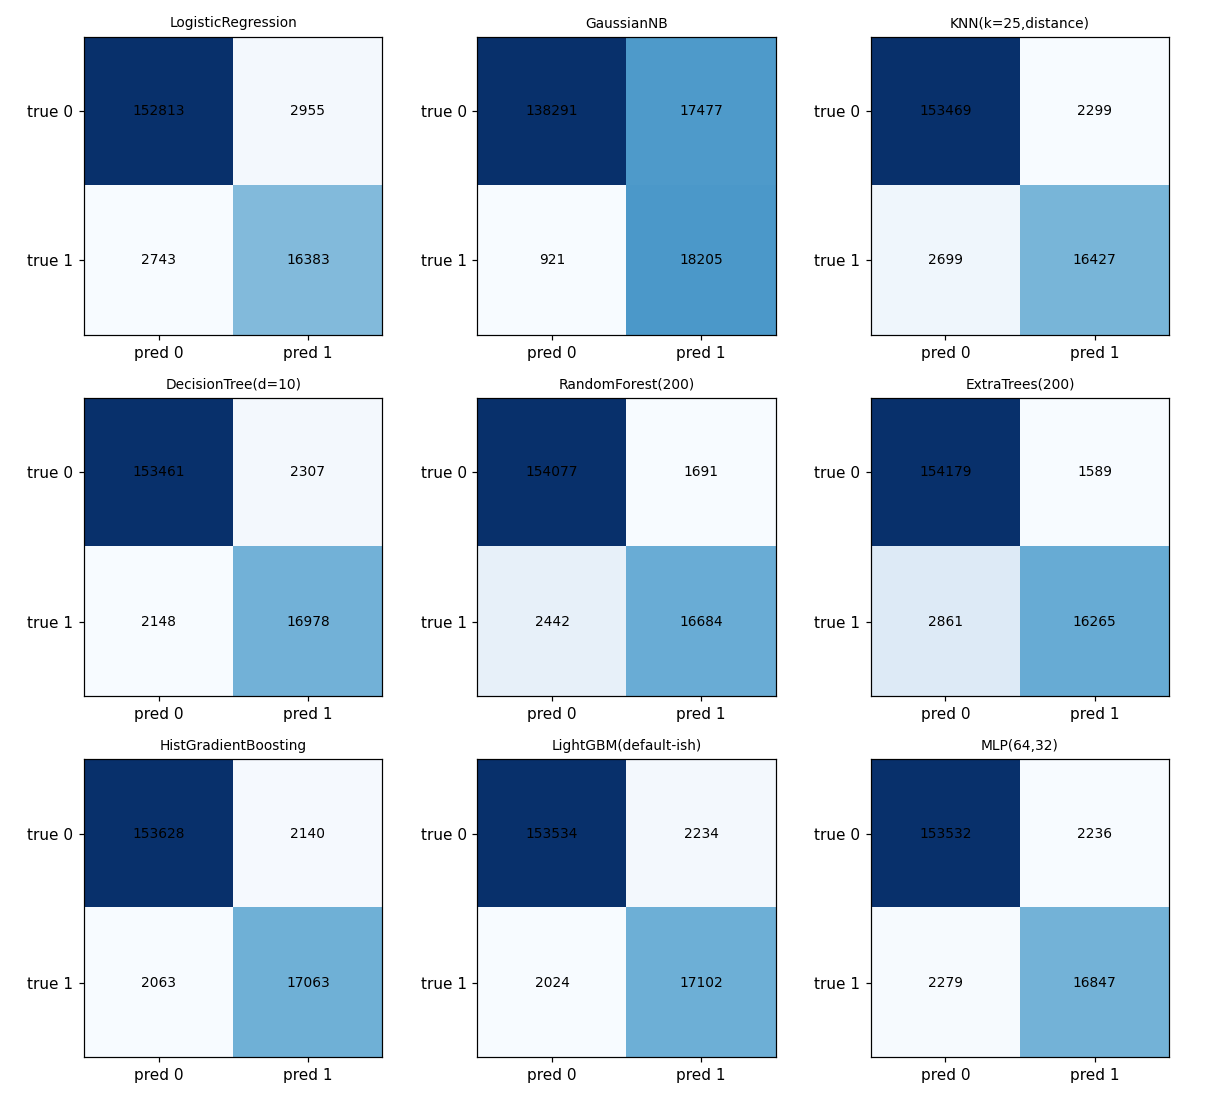 LogisticRegression
true 0 152813 2955
true 1 2743 16383
pred 0 pred 1
GaussianNB
true 0 138291 17477
true 1 921 18205
pred 0 pred 1
KNN(k=25,distance)
true 0 153469 2299
true 1 2699 16427
pred 0 pred 1
DecisionTree(d=10)
true 0 153461 2307
true 1 2148 16978
pred 0 pred 1
RandomForest(200)
true 0 154077 1691
true 1 2442 16684
pred 0 pred 1
ExtraTrees(200)
true 0 154179 1589
true 1 2861 16265
pred 0 pred 1
HistGradientBoosting
true 0 153628 2140
true 1 2063 17063
pred 0 pred 1
LightGBM(default-ish)
true 0 153534 2234
true 1 2024 17102
pred 0 pred 1
MLP(64,32)
true 0 153532 2236
true 1 2279 16847
pred 0 pred 1